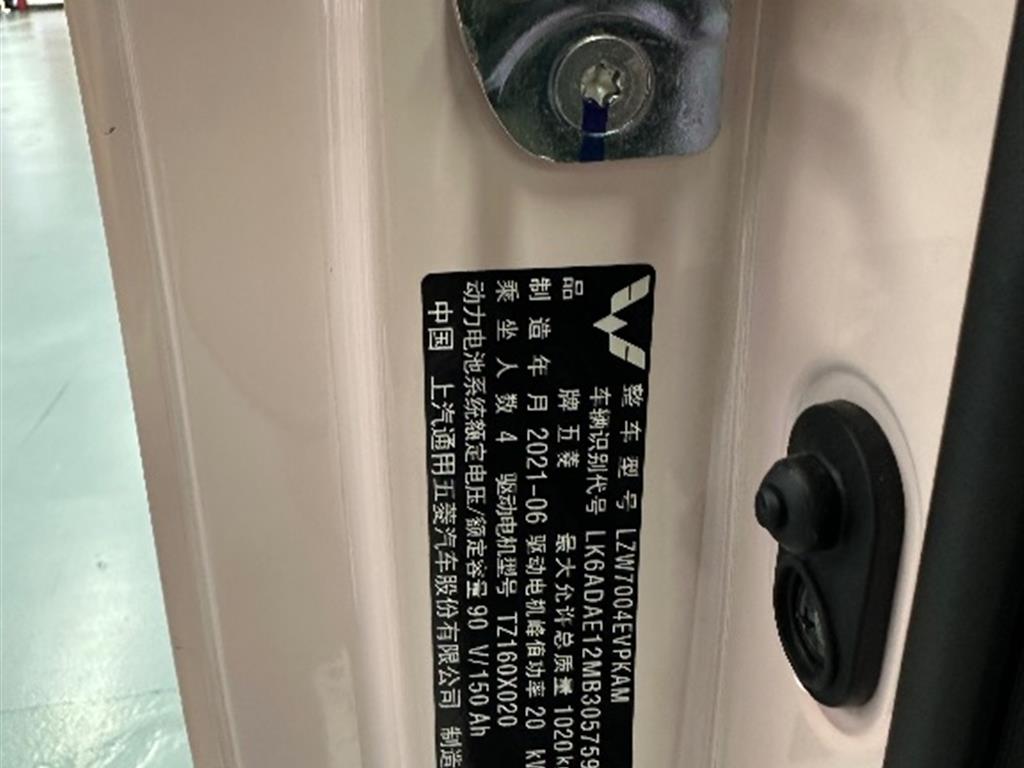 整车型号 LZW7004EVPKAM
车辆识别代号 LK6ADAE12MB305759
品牌 五菱 最大允许总质量 1020kg
制造年月 2021-06 驱动电机峰值功率 20 kW
乘坐人数 4 驱动电机型号 TZ160X020
动力电池系统额定电压/额定容量 90 V/150 Ah
中国 上汽通用五菱汽车股份有限公司 制造